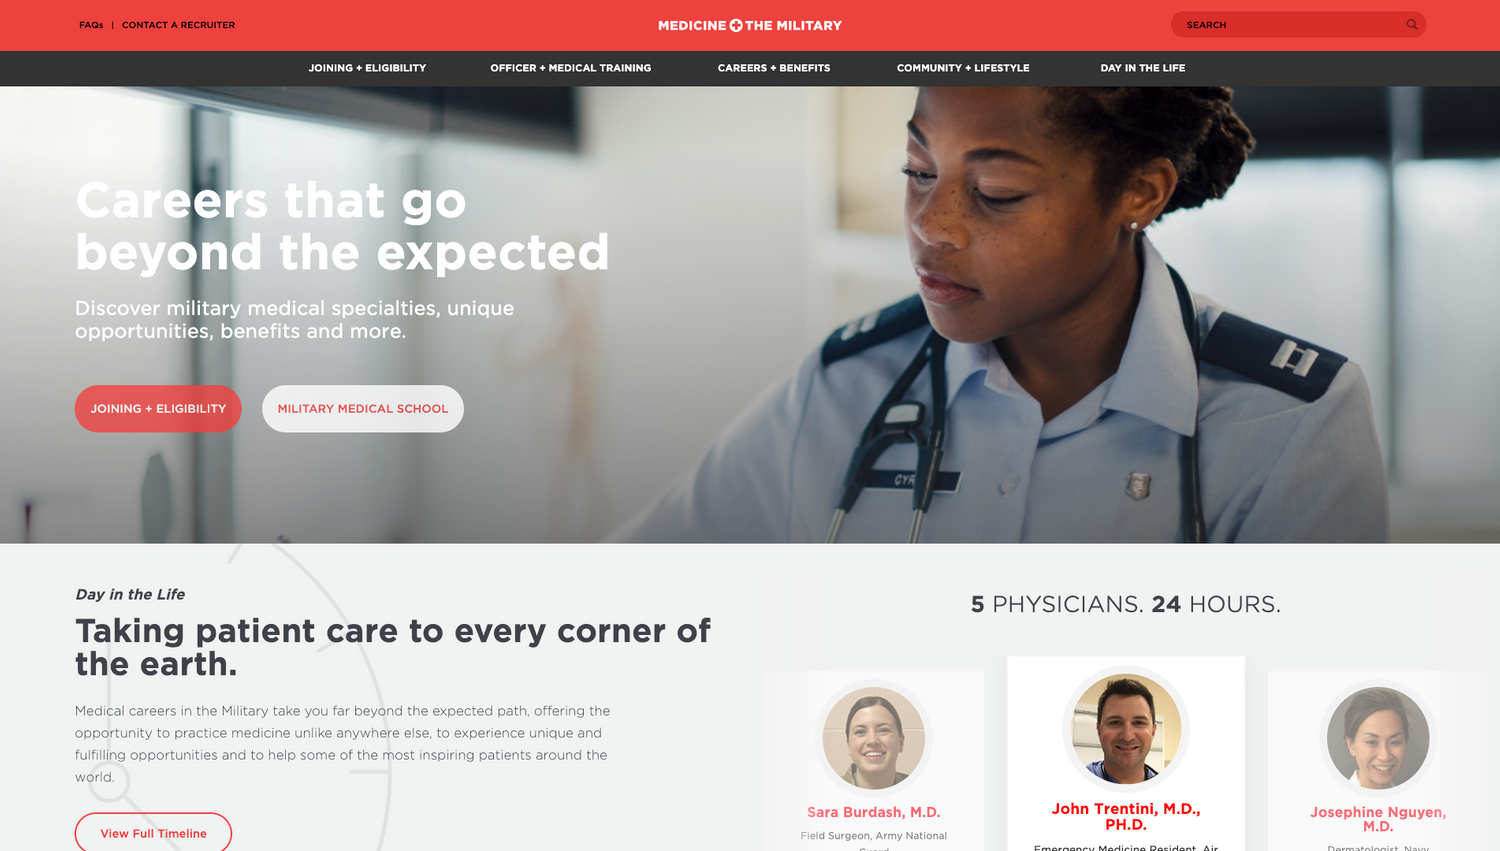 FAQs | CONTACT A RECRUITER
MEDICINE + THE MILITARY
SEARCH
JOINING + ELIGIBILITY
OFFICER + MEDICAL TRAINING
CAREERS + BENEFITS
COMMUNITY + LIFESTYLE
DAY IN THE LIFE
Careers that go
beyond the expected
Discover military medical specialties, unique
opportunities, benefits and more.
JOINING + ELIGIBILITY
MILITARY MEDICAL SCHOOL
Day in the Life
Taking patient care to every corner of
the earth.
Medical careers in the Military take you far beyond the expected path, offering the
opportunity to practice medicine unlike anywhere else, to experience unique and
fulfilling opportunities and to help some of the most inspiring patients around the
world.
View Full Timeline
5 PHYSICIANS. 24 HOURS.
Sara Burdash, M.D.
Field Surgeon, Army National
John Trentini, M.D.,
PH.D.
Emergency Medicine Resident, Air
Josephine Nguyen,
M.D.
Dermatologist, Navy